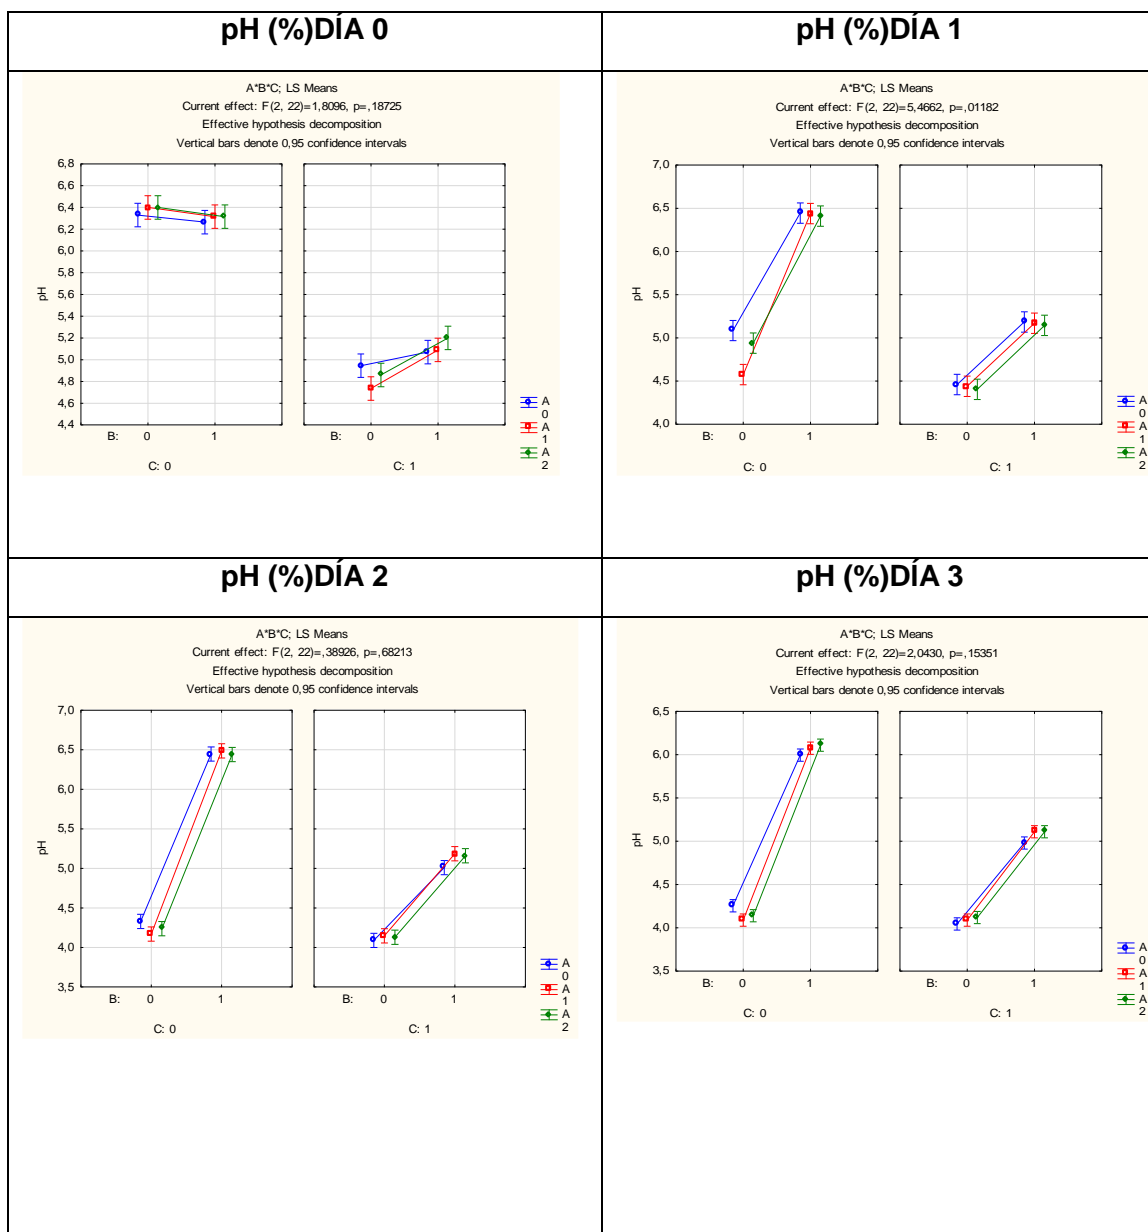 pH (%)DÍA 0
A*B*C; LS Means
Current effect: F(2, 22)=1,8096, p=,18725
Effective hypothesis decomposition
Vertical bars denote 0,95 confidence intervals
6,8
6,6
6,4
6,2
6,0
5,8
5,6
5,4
5,2
5,0
4,8
4,6
4,4
pH
B: 0 1
C: 0
0 1
C: 1
A
0
A
1
A
2
pH (%)DÍA 1
A*B*C; LS Means
Current effect: F(2, 22)=5,4662, p=,01182
Effective hypothesis decomposition
Vertical bars denote 0,95 confidence intervals
7,0
6,5
6,0
5,5
5,0
4,5
4,0
pH
B: 0 1
C: 0
0 1
C: 1
A
0
A
1
A
2
pH (%)DÍA 2
A*B*C; LS Means
Current effect: F(2, 22)=,38926, p=,68213
Effective hypothesis decomposition
Vertical bars denote 0,95 confidence intervals
7,0
6,5
6,0
5,5
5,0
4,5
4,0
3,5
pH
B: 0 1
C: 0
0 1
C: 1
A
0
A
1
A
2
pH (%)DÍA 3
A*B*C; LS Means
Current effect: F(2, 22)=2,0430, p=,15351
Effective hypothesis decomposition
Vertical bars denote 0,95 confidence intervals
6,5
6,0
5,5
5,0
4,5
4,0
3,5
pH
B: 0 1
C: 0
0 1
C: 1
A
0
A
1
A
2